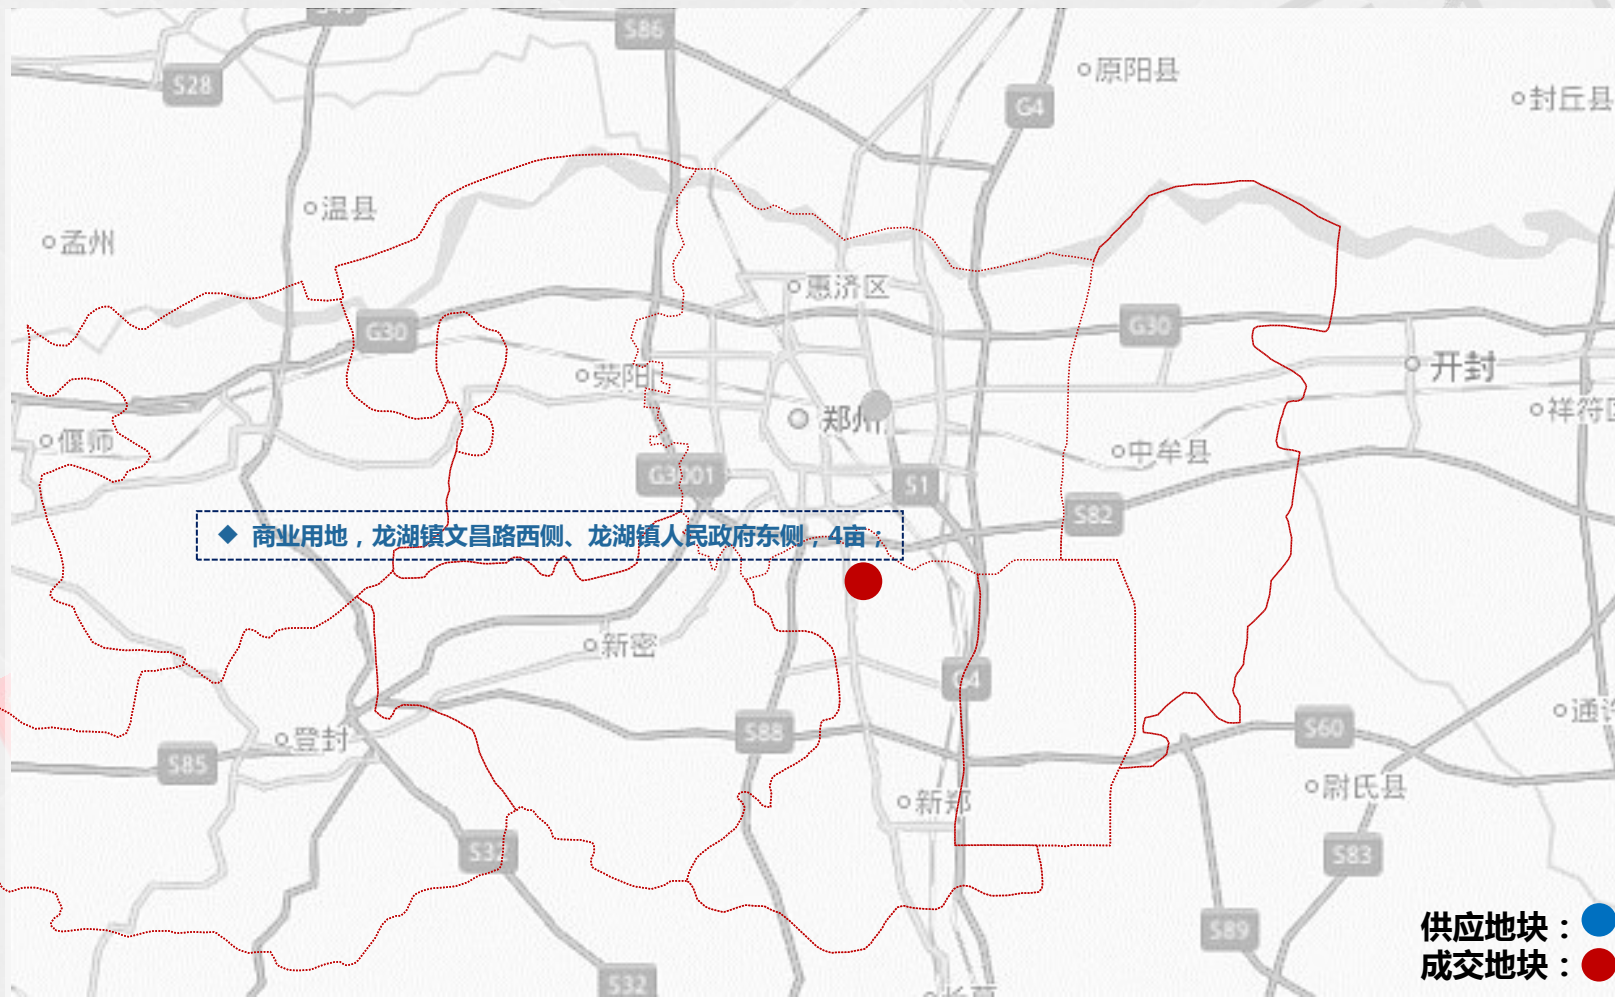 S86
原阳县
S28
G4
封丘县
温县
孟州
惠济区
G30
G30
荥阳
开封
郑州
祥符区
偃师
中牟县
G3001
S1
S82
◆ 商业用地，龙湖镇文昌路西侧、龙湖镇人民政府东侧，4亩；
新密
G4
登封
S88
S60
S85
尉氏县
新郑
S83
S89
供应地块：
成交地块：
S32